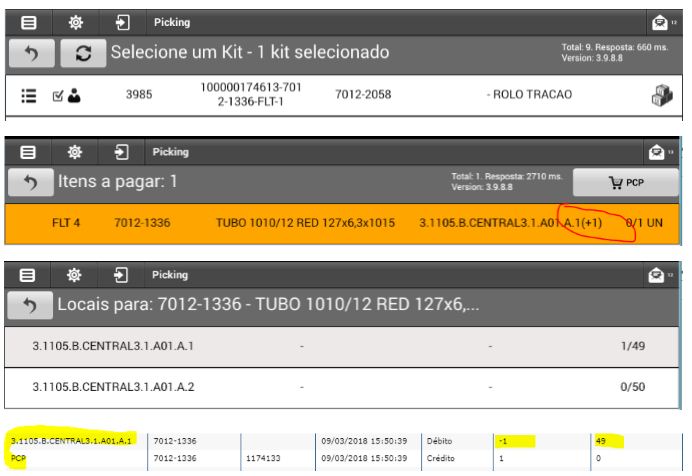 Picking
12
Selecione um Kit - 1 kit selecionado
Total: 9. Resposta: 660 ms.
Version: 3.9.8.8
3985
100000174613-701
2-1336-FLT-1
7012-2058
- ROLO TRACAO
Picking
12
Itens a pagar: 1
Total: 1. Resposta: 2710 ms.
Version: 3.9.8.8
PCP
FLT 4 7012-1336 TUBO 1010/12 RED 127x6,3x1015 3.1105.B.CENTRAL3.1.A01.A.1(+1) 0/1 UN
Picking
12
Locais para: 7012-1336 - TUBO 1010/12 RED 127x6,...
3.1105.B.CENTRAL3.1.A01.A.1 - - 1/49
3.1105.B.CENTRAL3.1.A01.A.2 - - 0/50
3.1105.B.CENTRAL3.1.A01.A.1 7012-1336 09/03/2018 15:50:39 Débito -1 49
PCP 7012-1336 1174133 09/03/2018 15:50:39 Crédito 1 0